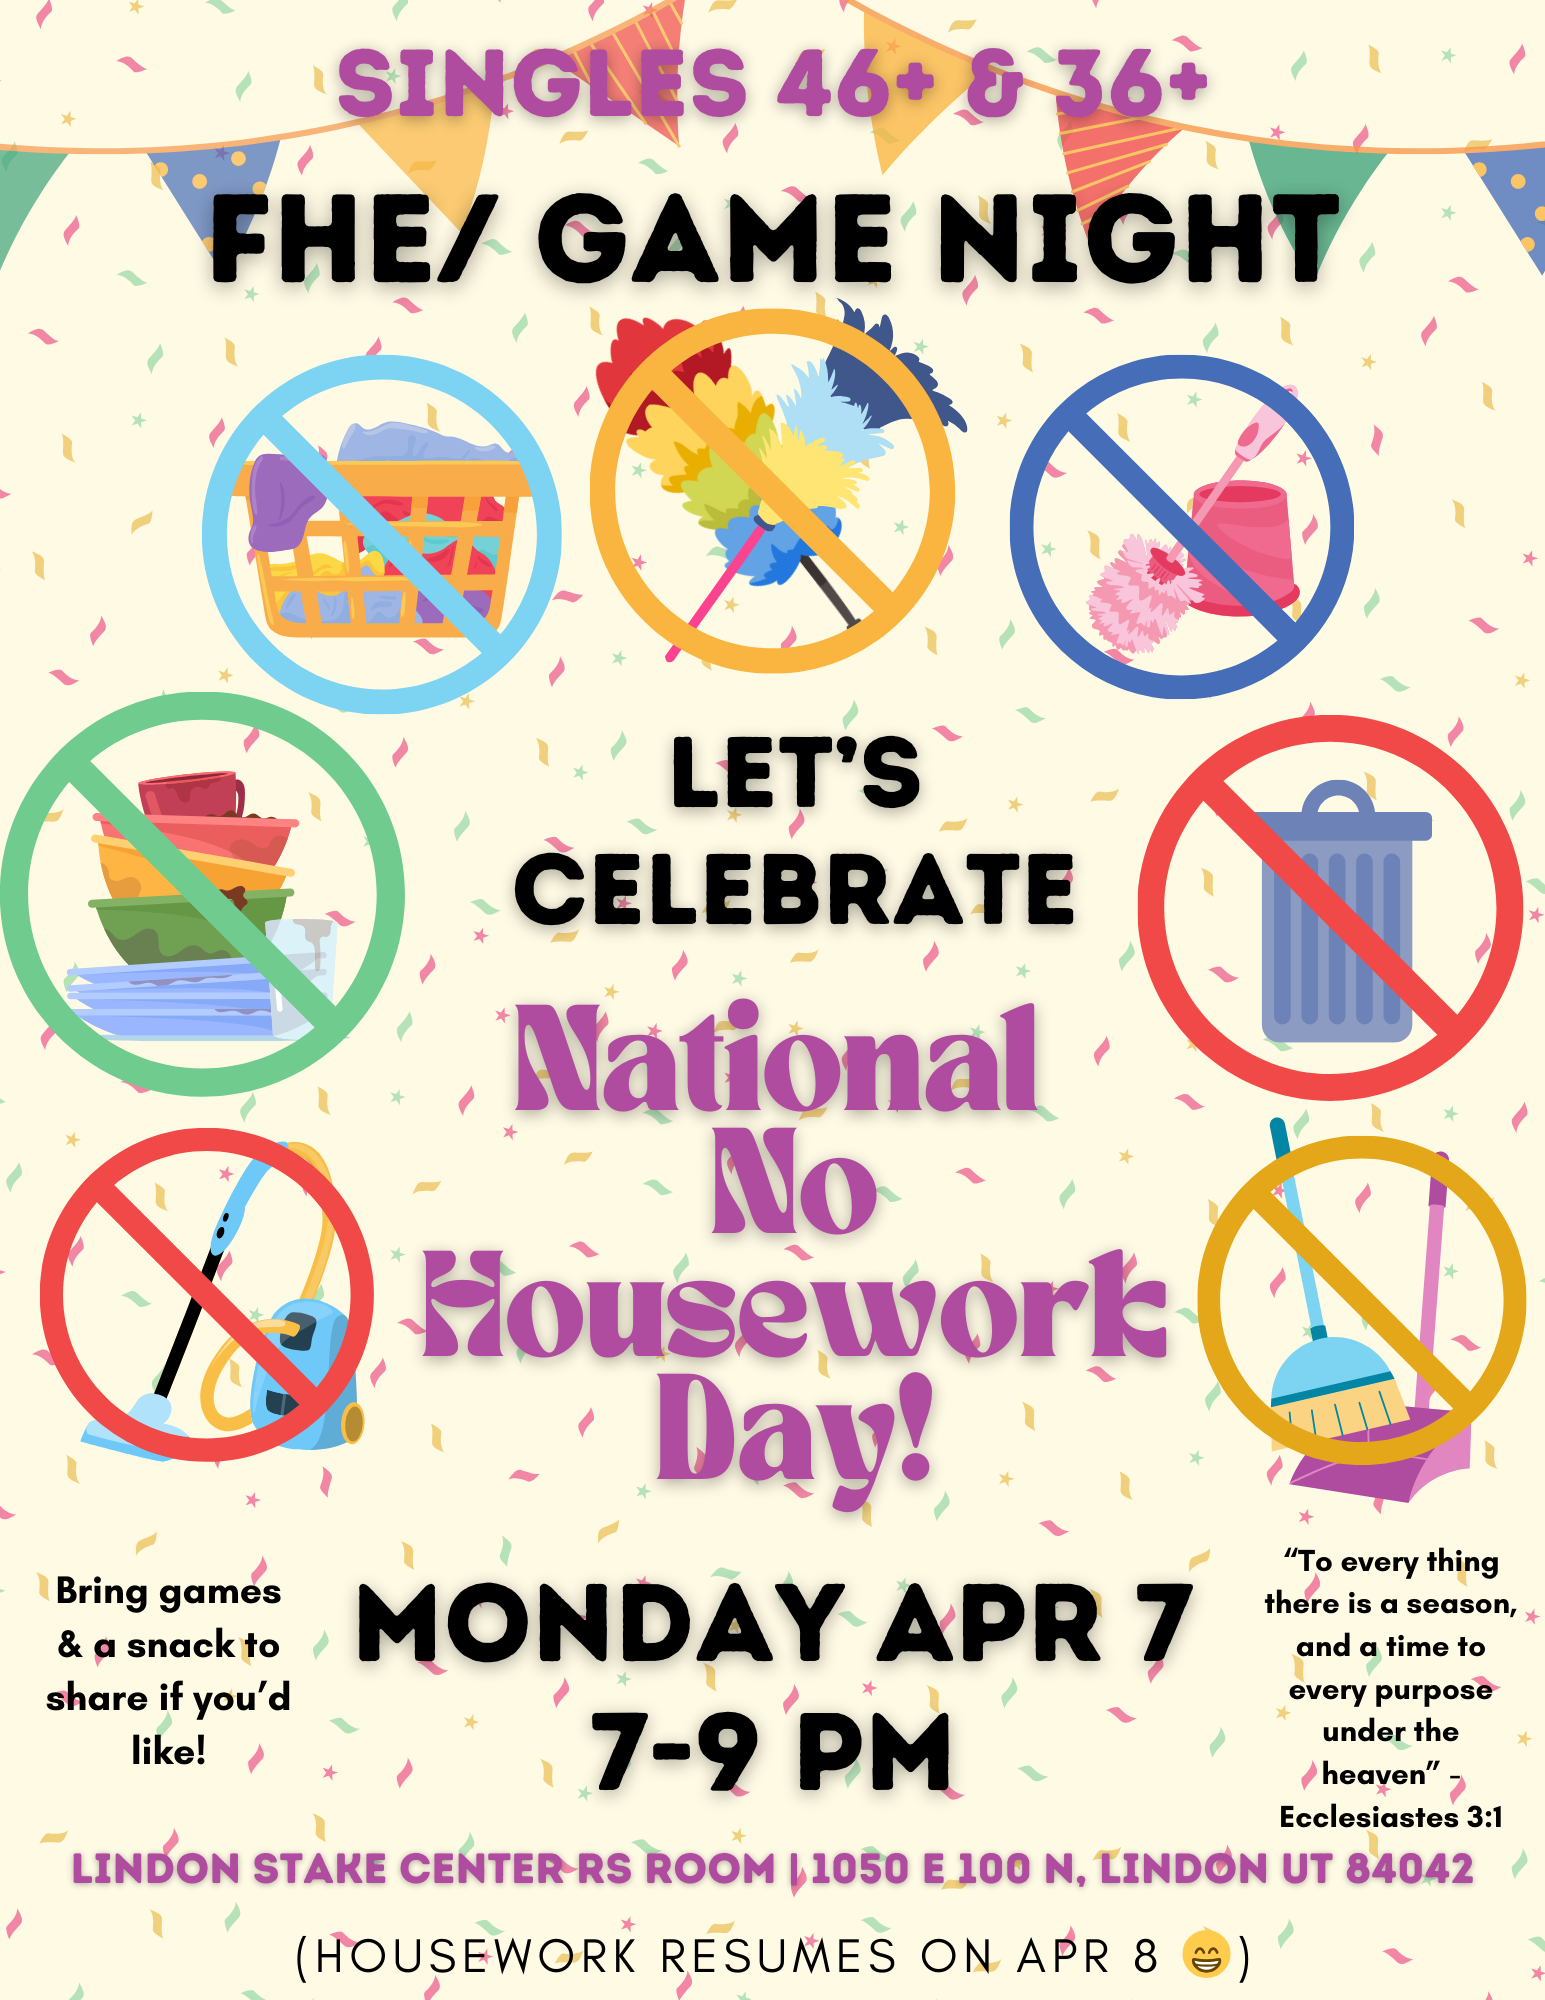 SINGLES 46+ & 36+
FHE/ GAME NIGHT
LET'S
CELEBRATE
National
No
Housework
Day!
Bring games
& a snack to
share if you'd
like!
MONDAY APR 7
7-9 PM
“To every thing
there is a season,
and a time to
every purpose
under the
heaven” -
Ecclesiastes 3:1
LINDON STAKE CENTER RS ROOM | 1050 E 100 N, LINDON UT 84042
(HOUSEWORK RESUMES ON APR 8 😁)